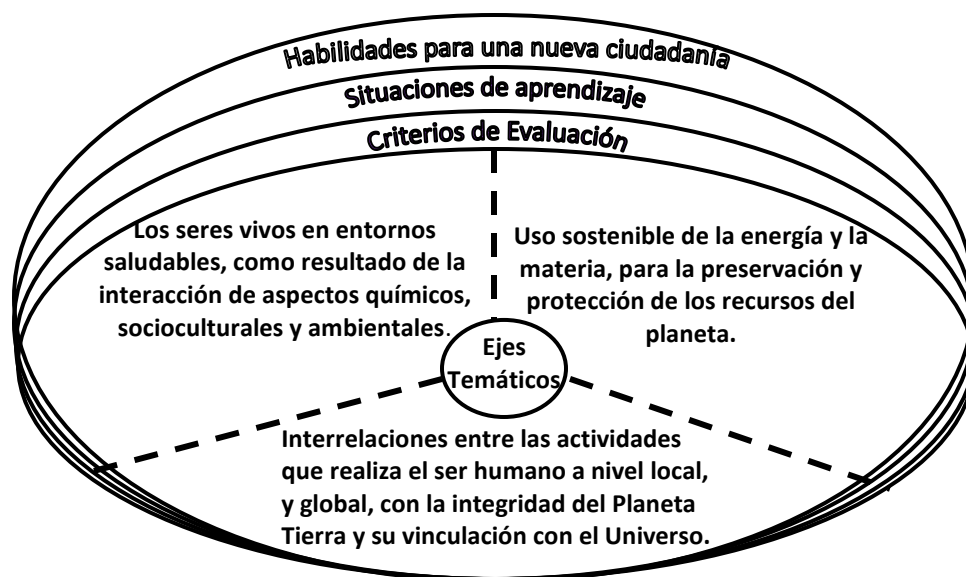 Habilidades para una nueva ciudadanía
Situaciones de aprendizaje
Criterios de Evaluación
Los seres vivos en entornos
saludables, como resultado de la
interacción de aspectos químicos,
socioculturales y ambientales.
Uso sostenible de la energía y la
materia, para la preservación y
protección de los recursos del
planeta.
Ejes
Temáticos
Interrelaciones entre las actividades
que realiza el ser humano a nivel local,
y global, con la integridad del Planeta
Tierra y su vinculación con el Universo.